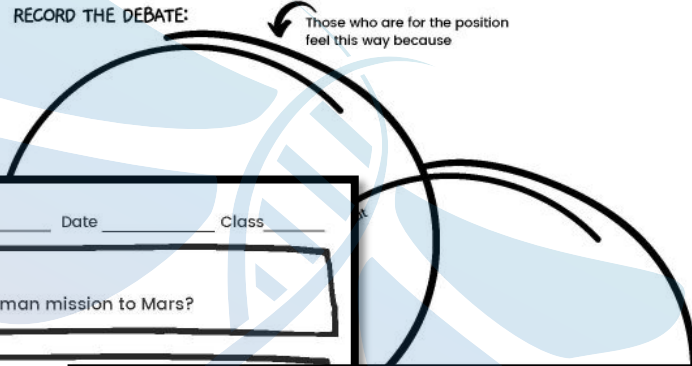 RECORD THE DEBATE:
Those who are for the position
feel this way because
Date Class
man mission to Mars?